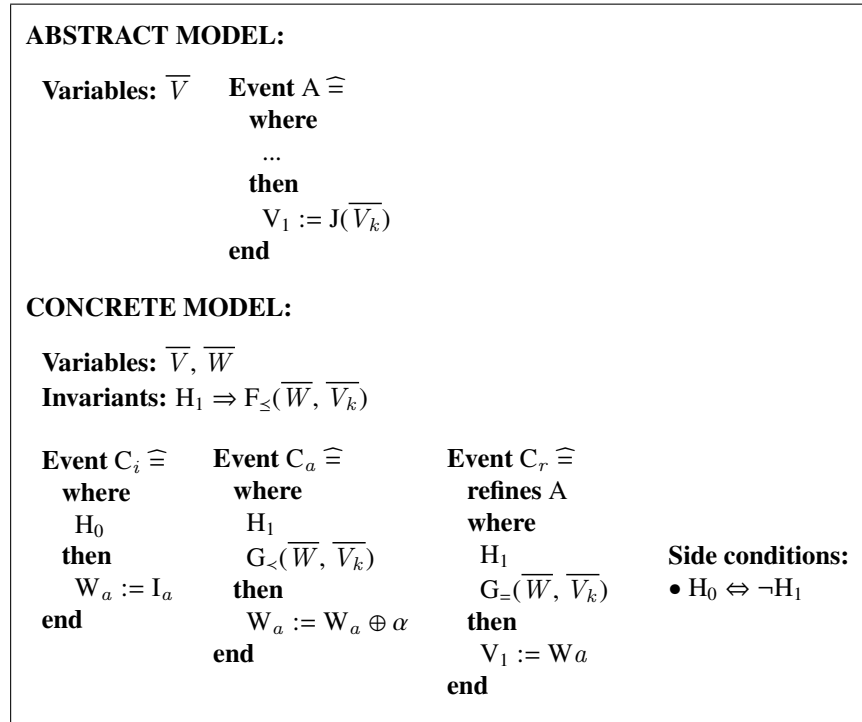 ABSTRACT MODEL:
Variables: V̅    Event A ≙
where
...
then
V₁ := J(V̅ₖ)
end
CONCRETE MODEL:
Variables: V̅, W̅
Invariants: H₁ ⇒ F≤(W̅, V̅ₖ)
Event Cᵢ ≙
where
H₀
then
Wₐ := Iₐ
end
Event Cₐ ≙
where
H₁
G≺(W̅, V̅ₖ)
then
Wₐ := Wₐ ⊕ α
end
Event Cᵣ ≙
refines A
where
H₁
G₌(W̅, V̅ₖ)
then
V₁ := Wa
end
Side conditions:
• H₀ ⇔ ¬H₁